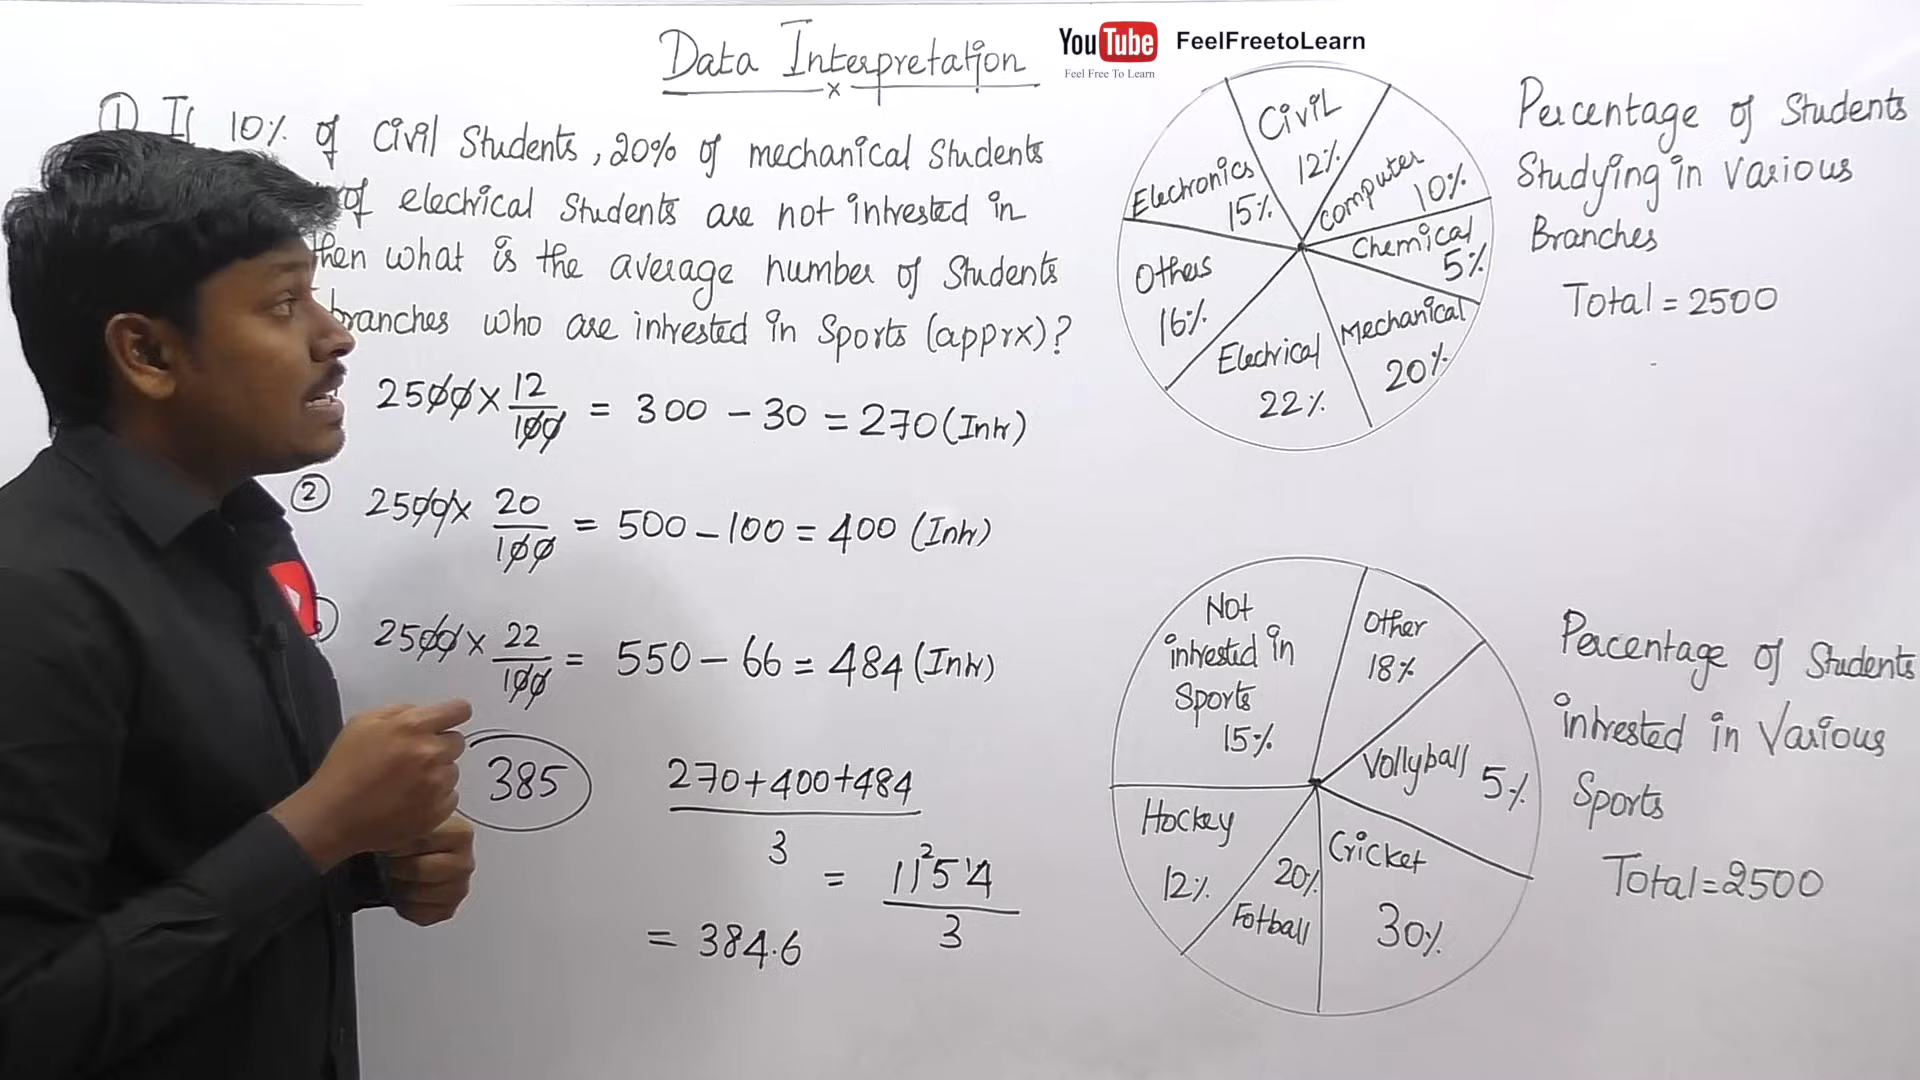 Data Interpretation
x
YouTube FeelFreetoLearn
Feel Free To Learn
① If 10% of Civil Students, 20% of mechanical Students
of electrical Students are not intrested in
then what is the average number of Students
branches who are intrested in Sports (apprx)?
2500 x 12/100 = 300 - 30 = 270 (Intr)
② 2500 x 20/100 = 500 - 100 = 400 (Intr)
2500 x 22/100 = 550 - 66 = 484 (Intr)
385
270+400+484
3
= 11²5¹4
3
= 384.6
Civil
12%
Computer
10%
Chemical
5%
Mechanical
20%
Electrical
22%
Others
16%
Electronics
15%
Percentage of Students
Studying in Various
Branches
Total = 2500
Not
intrested in
Sports
15%
Other
18%
Vollyball 5%
Cricket
30%
20%
Fotball
Hockey
12%
Percentage of Students
intrested in Various
Sports
Total=2500